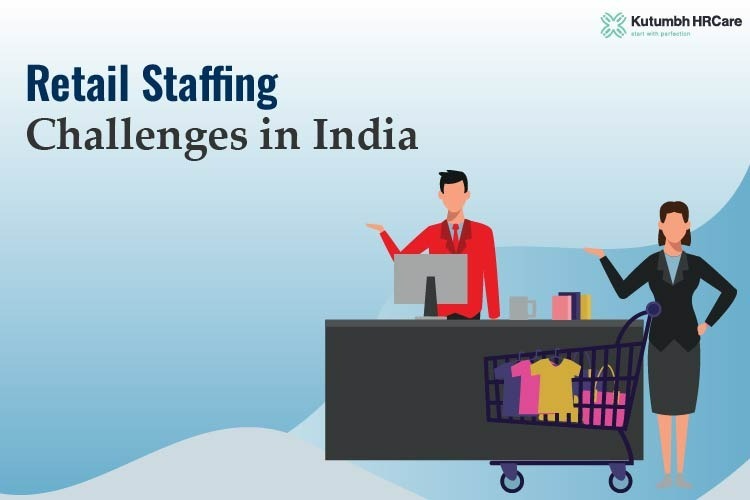 Kutumbh HRCare
start with perfection
Retail Staffing
Challenges in India